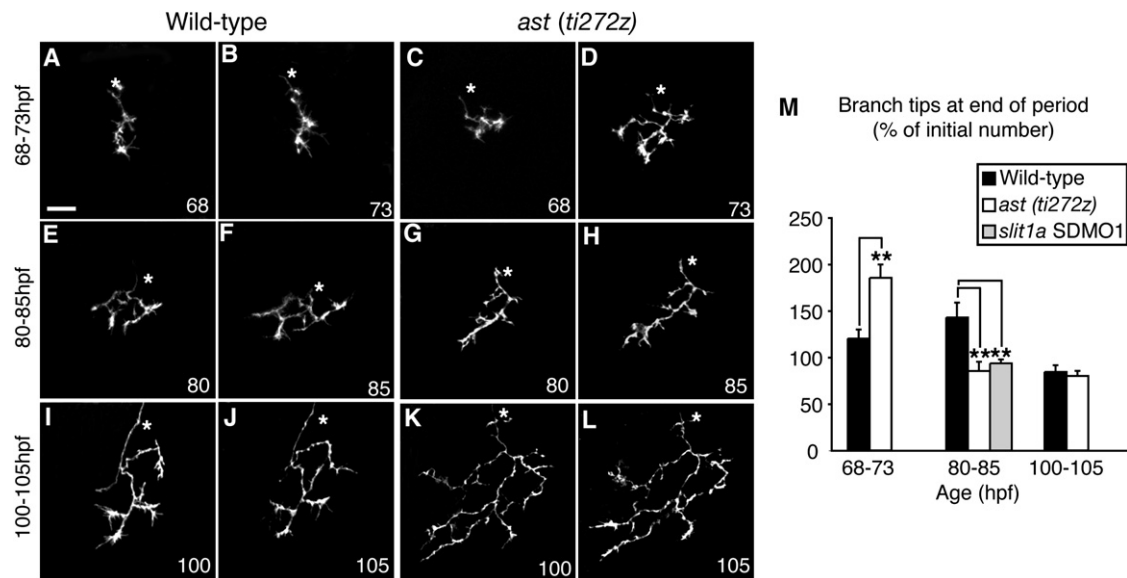 Wild-type
ast (ti272z)
68-73hpf
A
*
68
B
*
73
C
*
68
D
*
73
80-85hpf
E
*
80
F
*
85
G
*
80
H
*
85
100-105hpf
I
*
100
J
*
105
K
*
100
L
*
105
M
Branch tips at end of period
(% of initial number)
Wild-type
ast (ti272z)
slit1a SDMO1
250
200
150
100
50
0
**
****
68-73
80-85
100-105
Age (hpf)